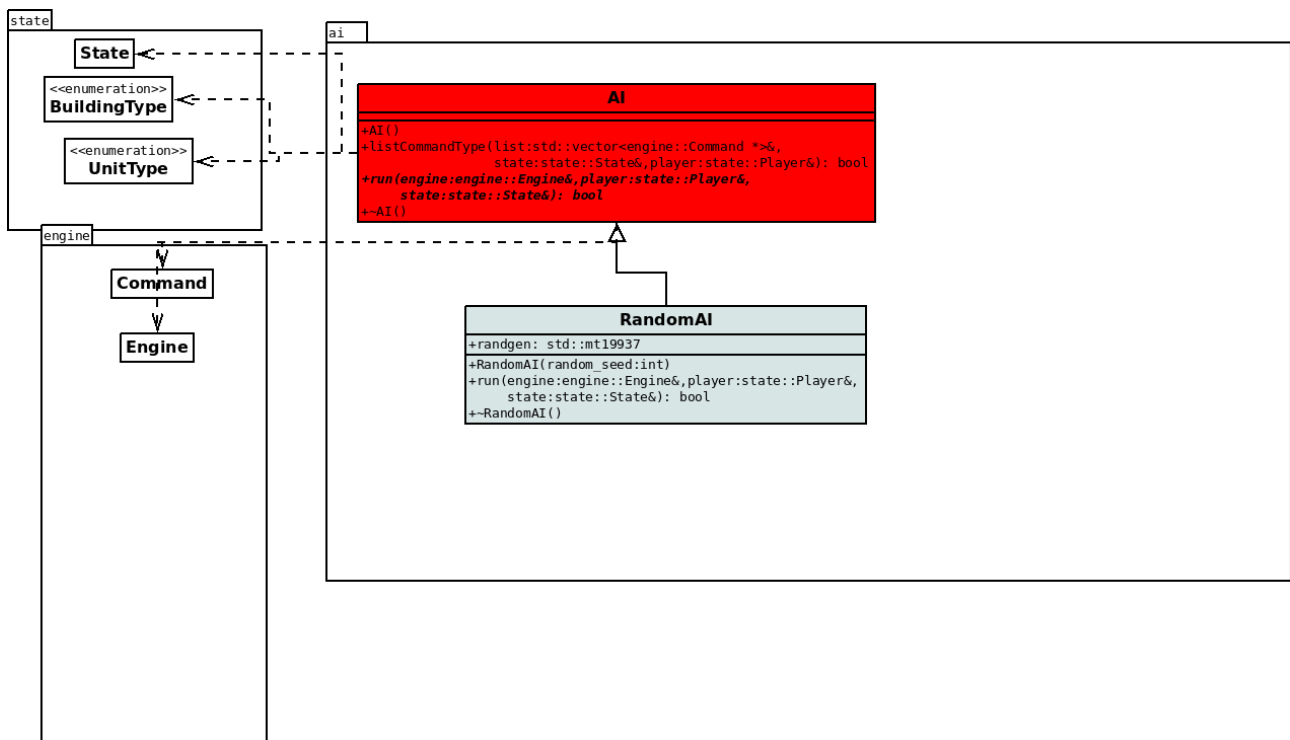 state
State
<<enumeration>>
BuildingType
<<enumeration>>
UnitType
engine
Command
Engine
ai
AI
+AI()
+listCommandType(list:std::vector<engine::Command *>&,
state:state::State&,player:state::Player&): bool
+run(engine:engine::Engine&,player:state::Player&,
state:state::State&): bool
+~AI()
RandomAI
+randgen: std::mt19937
+RandomAI(random_seed:int)
+run(engine:engine::Engine&,player:state::Player&,
state:state::State&): bool
+~RandomAI()